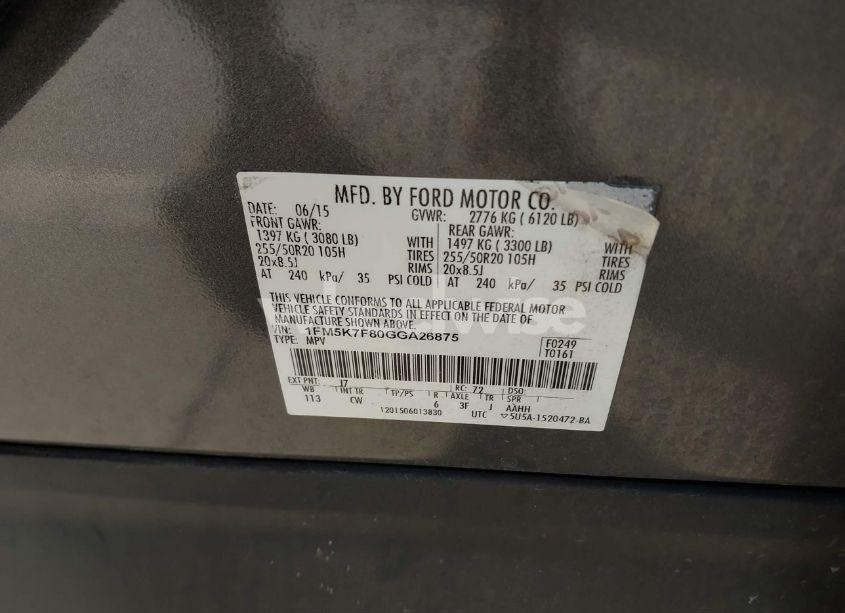 MFD. BY FORD MOTOR CO.
DATE: 06/15 GVWR: 2776 KG ( 6120 LB)
FRONT GAWR: REAR GAWR:
1397 KG ( 3080 LB) WITH 1497 KG ( 3300 LB) WITH
255/50R20 105H TIRES 255/50R20 105H TIRES
20x8.5J RIMS 20x8.5J RIMS
AT 240 kPa/ 35 PSI COLD AT 240 kPa/ 35 PSI COLD
THIS VEHICLE CONFORMS TO ALL APPLICABLE FEDERAL MOTOR
VEHICLE SAFETY STANDARDS IN EFFECT ON THE DATE OF
MANUFACTURE SHOWN ABOVE.
VIN: 1FM5K7F80GGA26875 F0249
TYPE: MPV T0161
EXT PNT: J7 RC: 72 DSO:
WB INT TR TP/PS R AXLE TR SPR
113 CW 6 3F J AAHH
1201506013830 UTC 5U5A-1520472-BA